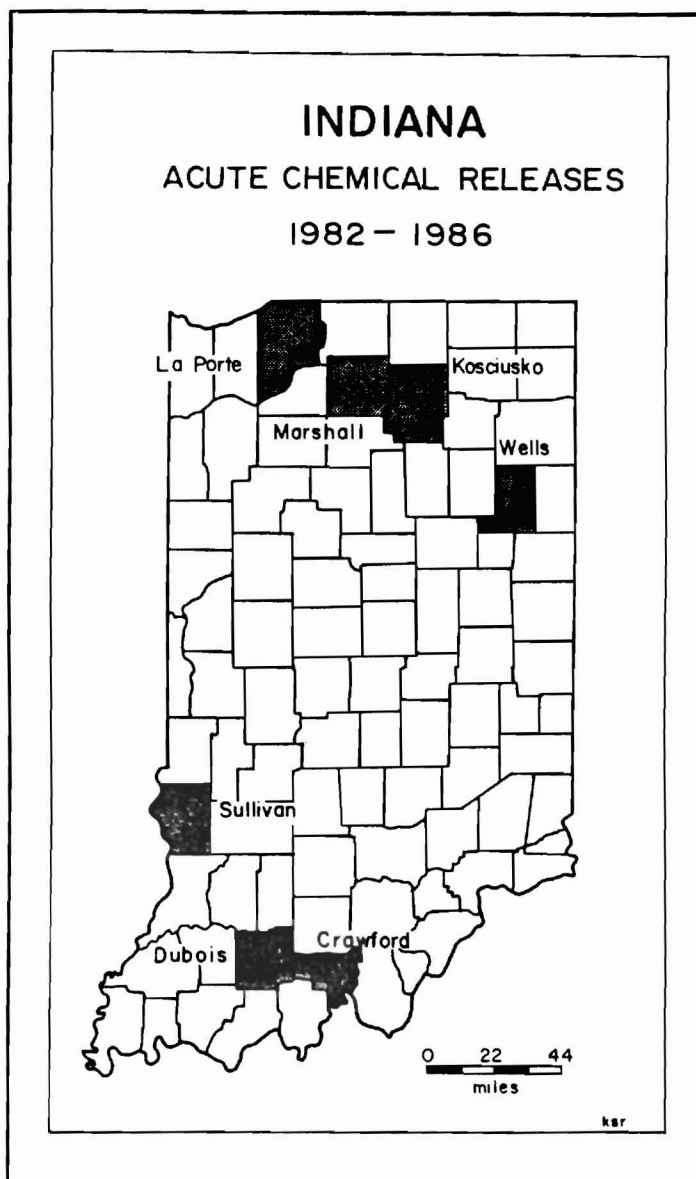 INDIANA
ACUTE CHEMICAL RELEASES
1982 - 1986
La Porte
Kosciusko
Marshall
Wells
Sullivan
Crawford
Dubois
0 22 44
miles
ksr